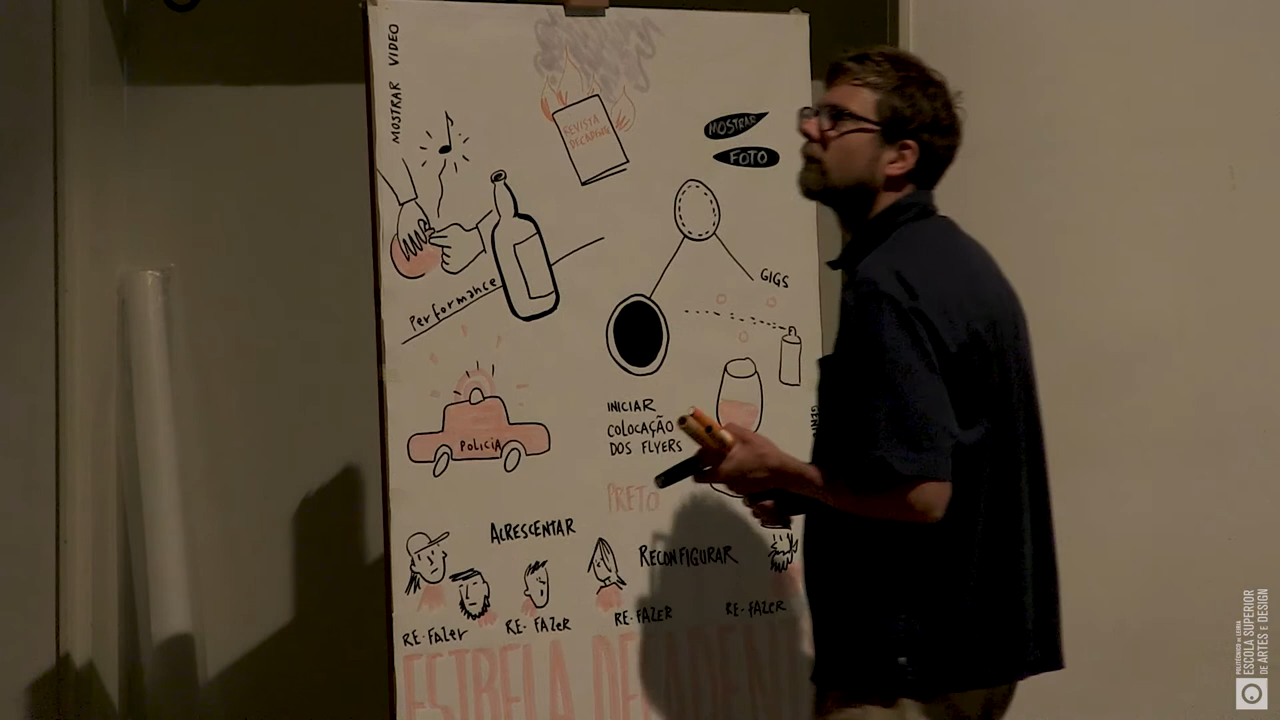 MOSTRAR VIDEO
REVISTA
DECADENTE
MOSTRAR
FOTO
GIGS
Performance
POLICIA
INICIAR
COLOCAÇÃO
DOS FLYERS
PRETO
ACRESCENTAR
RECONFIGURAR
RE-FAZER
RE-FAZER
RE-FAZER
RE-FAZER
ESTRELA
POLITÉCNICO DE LEIRIA
ESCOLA SUPERIOR
DE ARTES E DESIGN